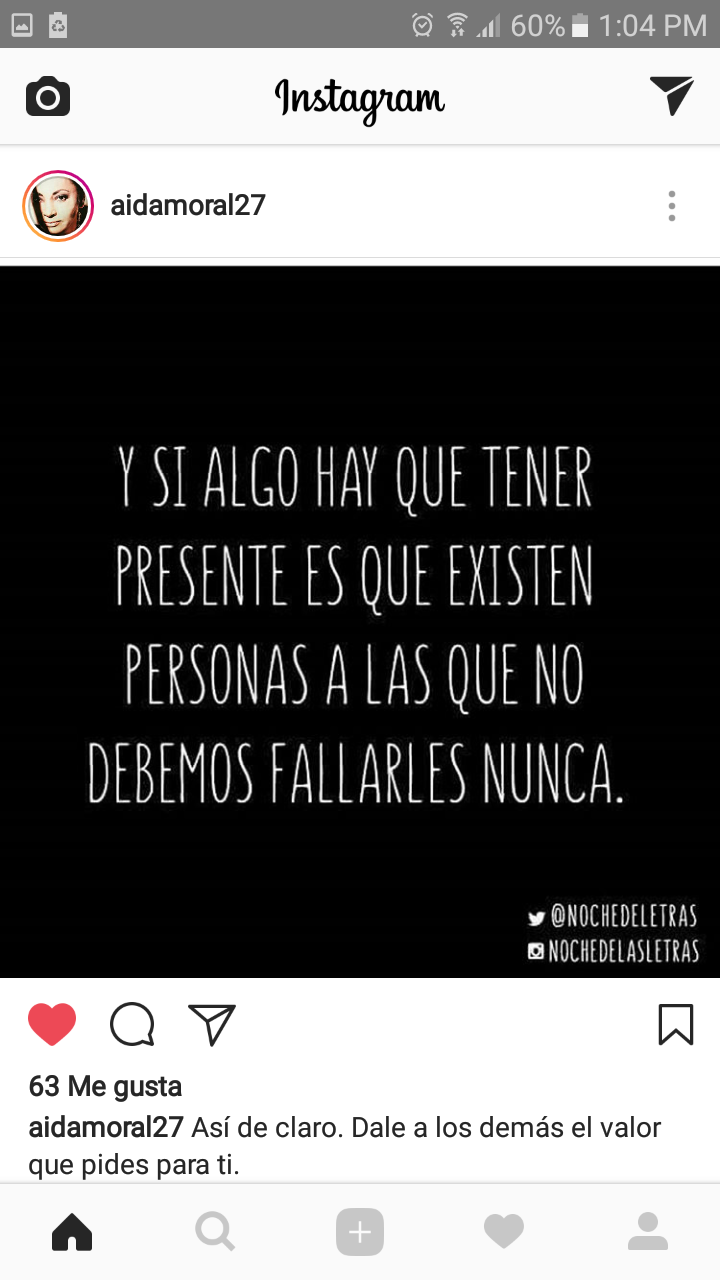 60% 1:04 PM
Instagram
aidamoral27
Y SI ALGO HAY QUE TENER
PRESENTE ES QUE EXISTEN
PERSONAS A LAS QUE NO
DEBEMOS FALLARLES NUNCA.
@NOCHEDELETRAS
NOCHEDELASLETRAS
63 Me gusta
aidamoral27 Así de claro. Dale a los demás el valor
que pides para ti.